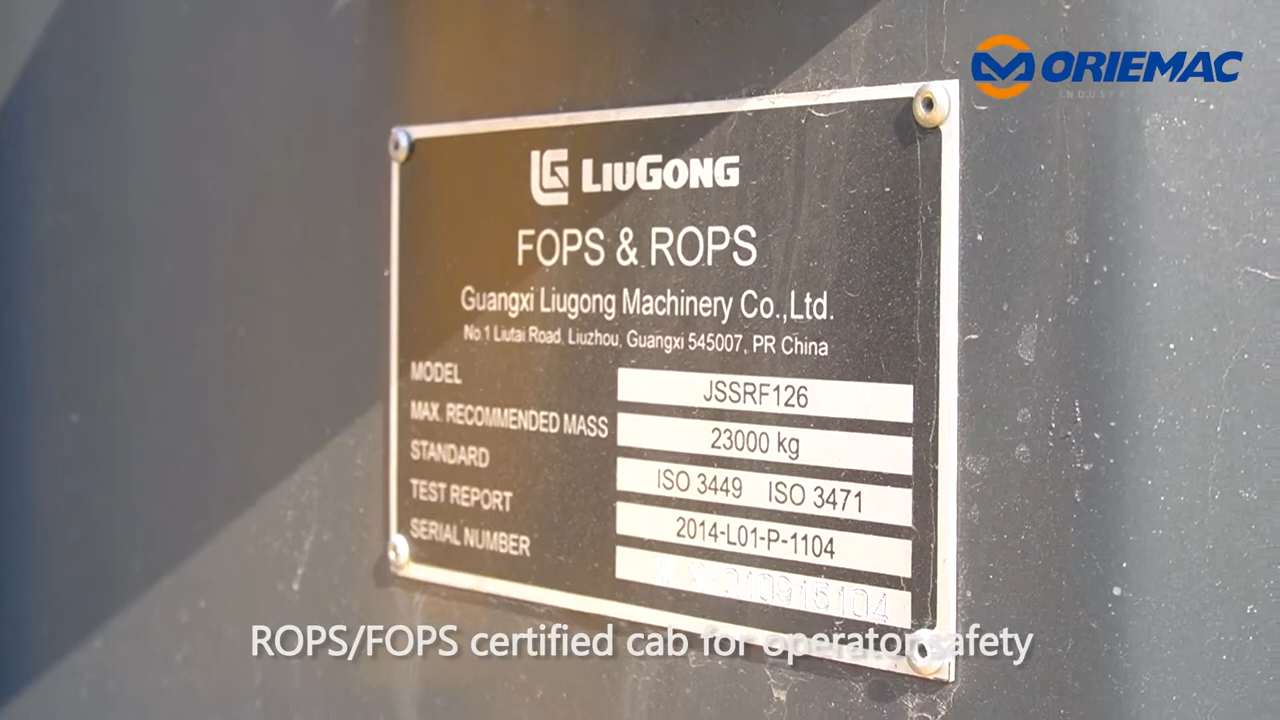 ORIEMAC
LG LIUGONG
FOPS & ROPS
Guangxi Liugong Machinery Co.,Ltd.
No.1 Liutai Road, Liuzhou, Guangxi 545007, PR China
MODEL JSSRF126
MAX. RECOMMENDED MASS 23000 kg
STANDARD ISO 3449 ISO 3471
TEST REPORT 2014-L01-P-1104
SERIAL NUMBER
ROPS/FOPS certified cab for operator safety